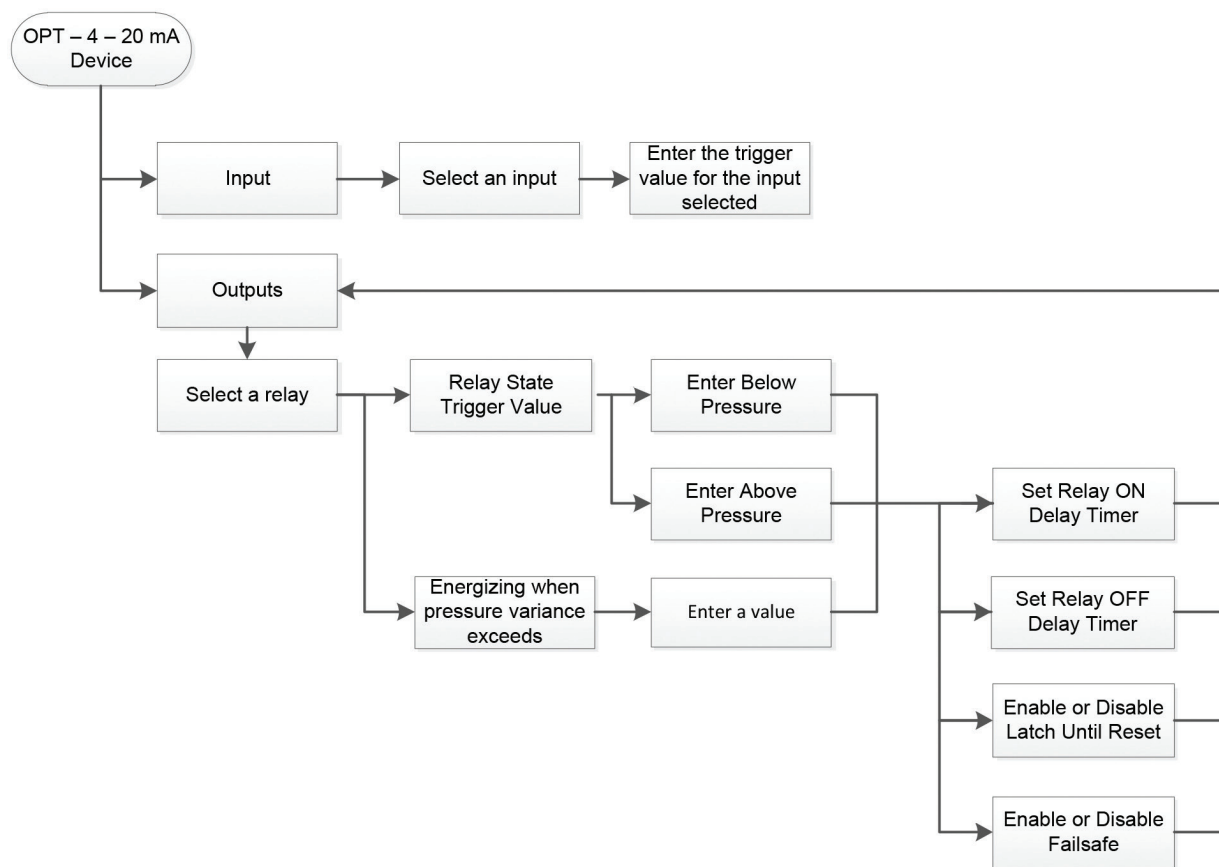 OPT – 4 – 20 mA
Device
Input
Select an input
Enter the trigger
value for the input
selected
Outputs
Select a relay
Relay State
Trigger Value
Enter Below
Pressure
Enter Above
Pressure
Set Relay ON
Delay Timer
Energizing when
pressure variance
exceeds
Enter a value
Set Relay OFF
Delay Timer
Enable or Disable
Latch Until Reset
Enable or Disable
Failsafe